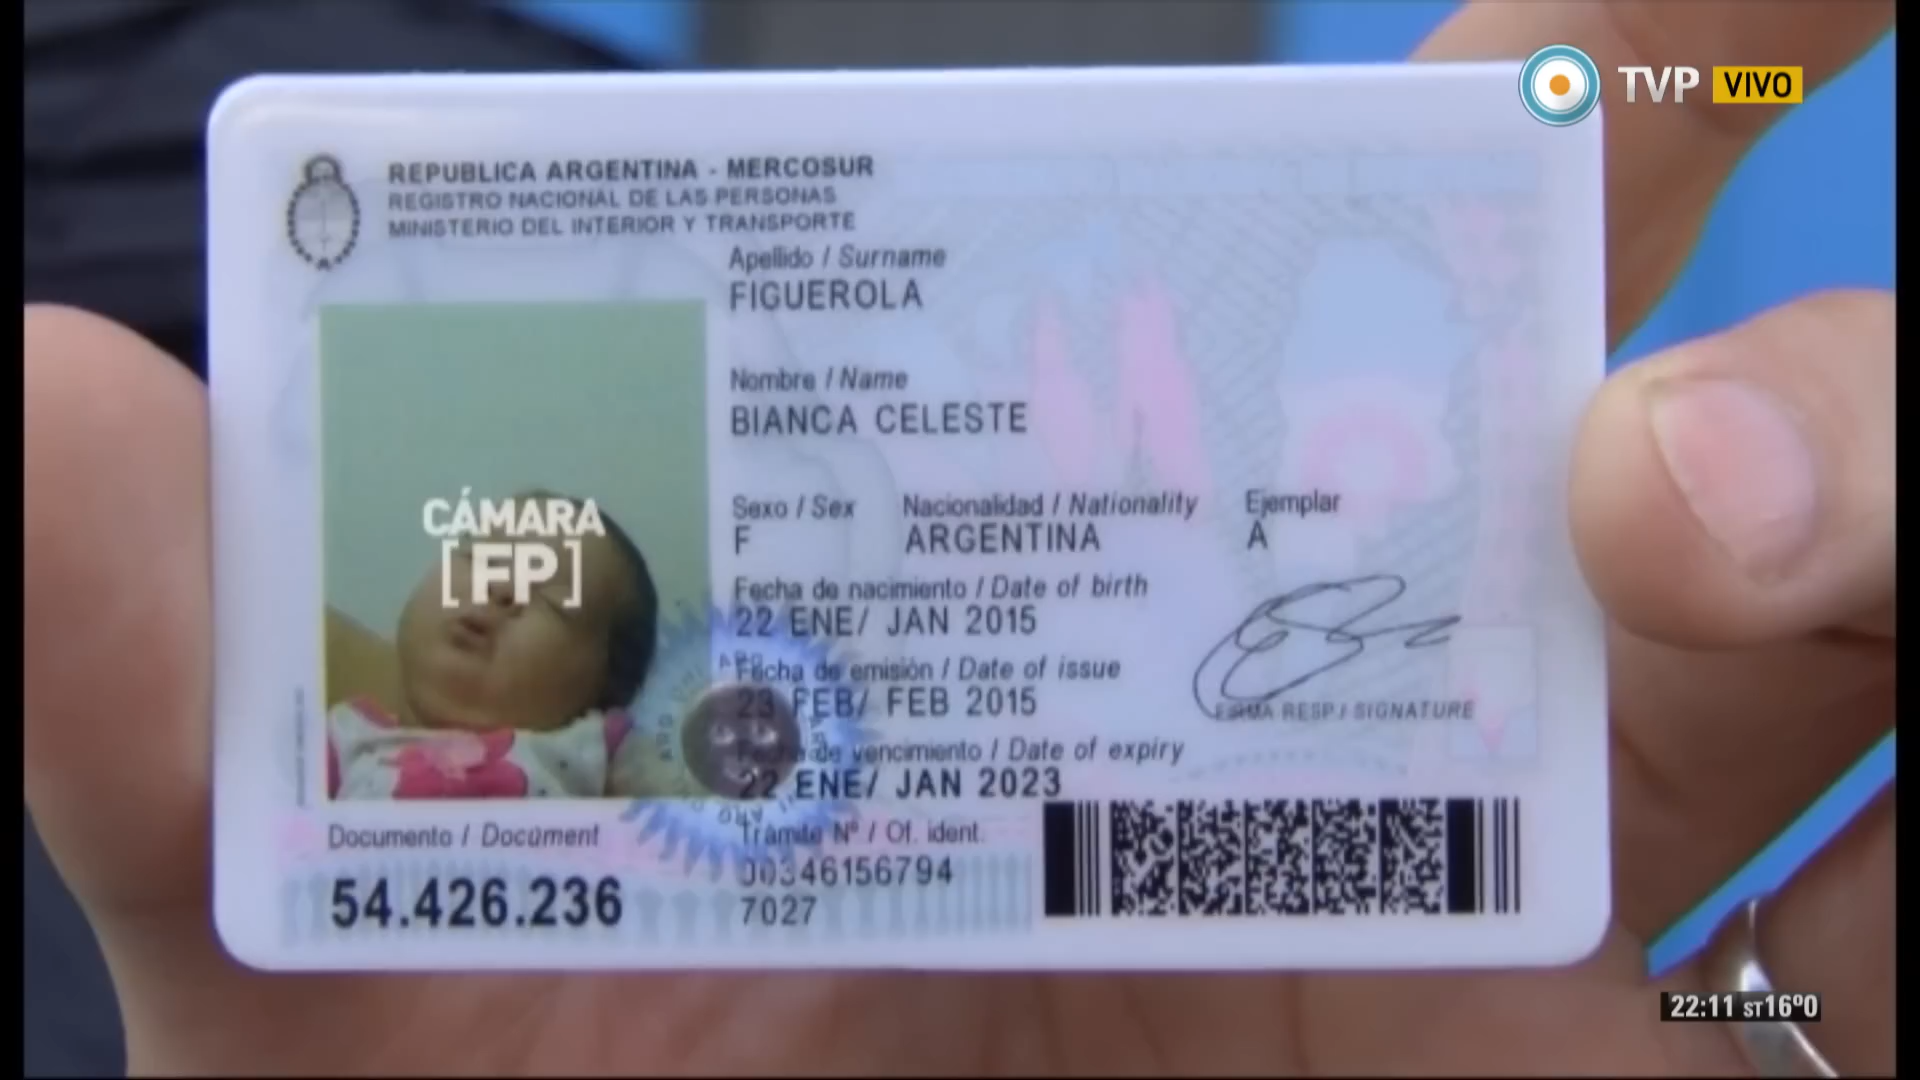 TVP VIVO
REPUBLICA ARGENTINA - MERCOSUR
REGISTRO NACIONAL DE LAS PERSONAS
MINISTERIO DEL INTERIOR Y TRANSPORTE
Apellido / Surname
FIGUEROLA
Nombre / Name
BIANCA CELESTE
Sexo / Sex Nacionalidad / Nationality Ejemplar
F ARGENTINA A
Fecha de nacimiento / Date of birth
22 ENE/ JAN 2015
Fecha de emisión / Date of issue
23 FEB/ FEB 2015
FIRMA RESP./ SIGNATURE
Fecha de vencimiento / Date of expiry
22 ENE/ JAN 2023
CÁMARA
[FP]
Documento / Document
54.426.236
Trámite Nº / Of. ident.
00346156794
7027
22:11 ST16º0